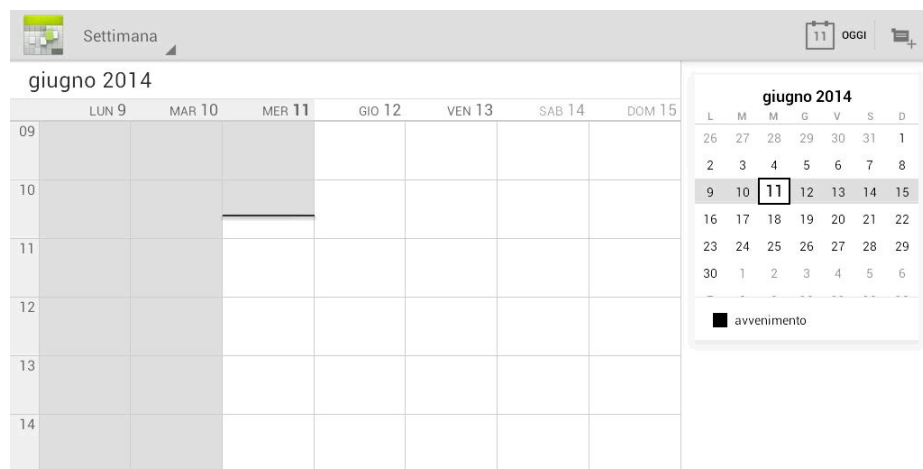 Settimana
11 OGGI
giugno 2014
LUN 9 MAR 10 MER 11 GIO 12 VEN 13 SAB 14 DOM 15
09
10
11
12
13
14
giugno 2014
L M M G V S D
26 27 28 29 30 31 1
2 3 4 5 6 7 8
9 10 11 12 13 14 15
16 17 18 19 20 21 22
23 24 25 26 27 28 29
30 1 2 3 4 5 6
avvenimento